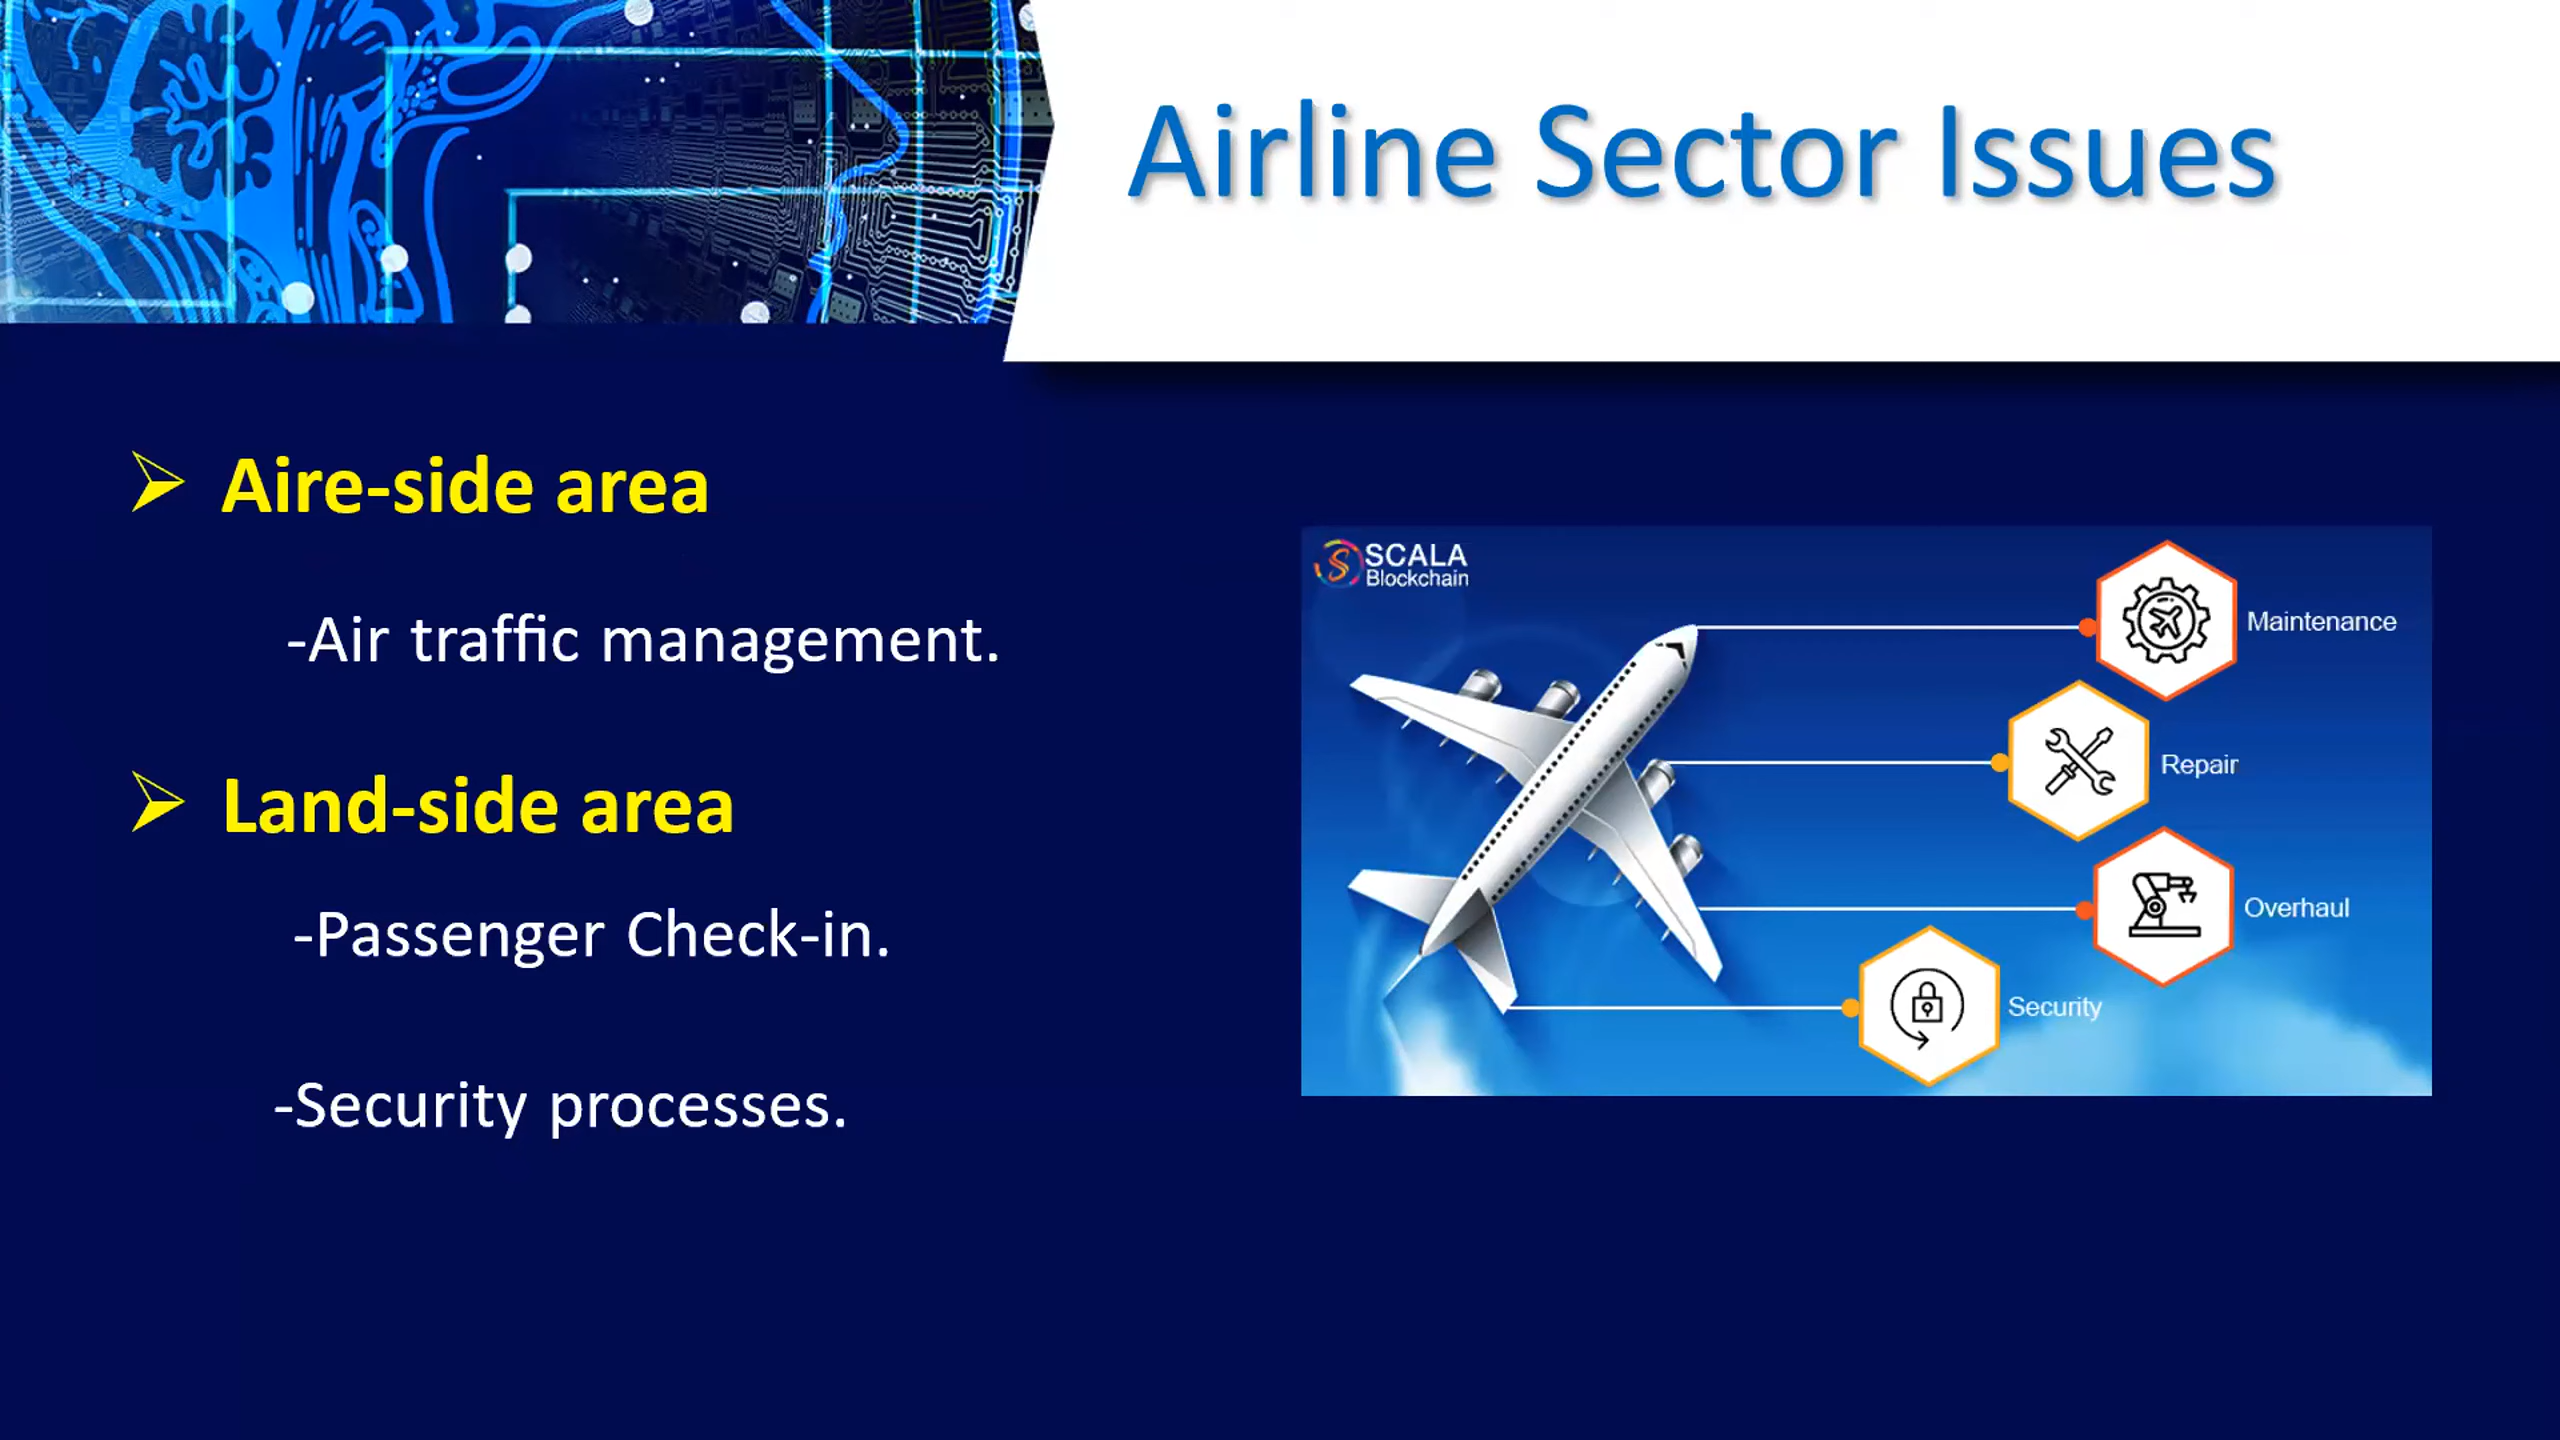 Airline Sector Issues
Aire-side area
-Air traffic management.
Land-side area
-Passenger Check-in.
-Security processes.
SCALA
Blockchain
Maintenance
Repair
Overhaul
Security